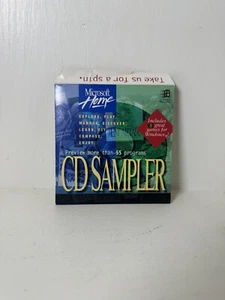 Take us for a spin.
Microsoft
Home
EXPLORE, PLAY,
WONDER, DISCOVER,
LEARN, FLY,
COMPOSE,
ENJOY.
Includes
great
games for
Windows
Preview more than 65 programs
CD SAMPLER